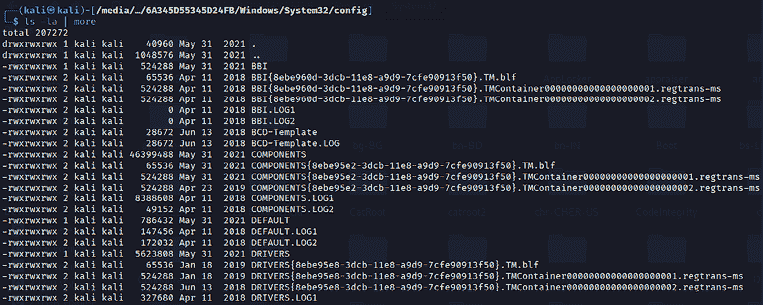 (kali㉿kali)-[/media/…/6A345D55345D24FB/Windows/System32/config]
$ ls -la | more
total 207272
drwxrwxrwx 1 kali kali 40960 May 31 2021 .
drwxrwxrwx 1 kali kali 1048576 May 31 2021 ..
-rwxrwxrwx 1 kali kali 524288 May 31 2021 BBI
-rwxrwxrwx 2 kali kali 65536 Apr 11 2018 BBI{8ebe960d-3dcb-11e8-a9d9-7cfe90913f50}.TM.blf
-rwxrwxrwx 2 kali kali 524288 Apr 11 2018 BBI{8ebe960d-3dcb-11e8-a9d9-7cfe90913f50}.TMContainer00000000000000000001.regtrans-ms
-rwxrwxrwx 2 kali kali 524288 Apr 11 2018 BBI{8ebe960d-3dcb-11e8-a9d9-7cfe90913f50}.TMContainer00000000000000000002.regtrans-ms
-rwxrwxrwx 2 kali kali 0 Apr 11 2018 BBI.LOG1
-rwxrwxrwx 2 kali kali 0 Apr 11 2018 BBI.LOG2
-rwxrwxrwx 2 kali kali 28672 Jun 13 2018 BCD-Template
-rwxrwxrwx 2 kali kali 28672 Jun 13 2018 BCD-Template.LOG
-rwxrwxrwx 1 kali kali 46399488 May 31 2021 COMPONENTS
-rwxrwxrwx 2 kali kali 65536 May 31 2021 COMPONENTS{8ebe95e2-3dcb-11e8-a9d9-7cfe90913f50}.TM.blf
-rwxrwxrwx 2 kali kali 524288 May 31 2021 COMPONENTS{8ebe95e2-3dcb-11e8-a9d9-7cfe90913f50}.TMContainer00000000000000000001.regtrans-ms
-rwxrwxrwx 2 kali kali 524288 Apr 23 2019 COMPONENTS{8ebe95e2-3dcb-11e8-a9d9-7cfe90913f50}.TMContainer00000000000000000002.regtrans-ms
-rwxrwxrwx 2 kali kali 8388608 Apr 11 2018 COMPONENTS.LOG1
-rwxrwxrwx 2 kali kali 49152 Apr 11 2018 COMPONENTS.LOG2
-rwxrwxrwx 1 kali kali 786432 May 31 2021 DEFAULT
-rwxrwxrwx 2 kali kali 147456 Apr 11 2018 DEFAULT.LOG1
-rwxrwxrwx 2 kali kali 172032 Apr 11 2018 DEFAULT.LOG2
-rwxrwxrwx 1 kali kali 5623808 May 31 2021 DRIVERS
-rwxrwxrwx 2 kali kali 65536 Jan 18 2019 DRIVERS{8ebe95e8-3dcb-11e8-a9d9-7cfe90913f50}.TM.blf
-rwxrwxrwx 2 kali kali 524288 Jan 18 2019 DRIVERS{8ebe95e8-3dcb-11e8-a9d9-7cfe90913f50}.TMContainer00000000000000000001.regtrans-ms
-rwxrwxrwx 2 kali kali 524288 Jun 13 2018 DRIVERS{8ebe95e8-3dcb-11e8-a9d9-7cfe90913f50}.TMContainer00000000000000000002.regtrans-ms
-rwxrwxrwx 2 kali kali 327680 Apr 11 2018 DRIVERS.LOG1